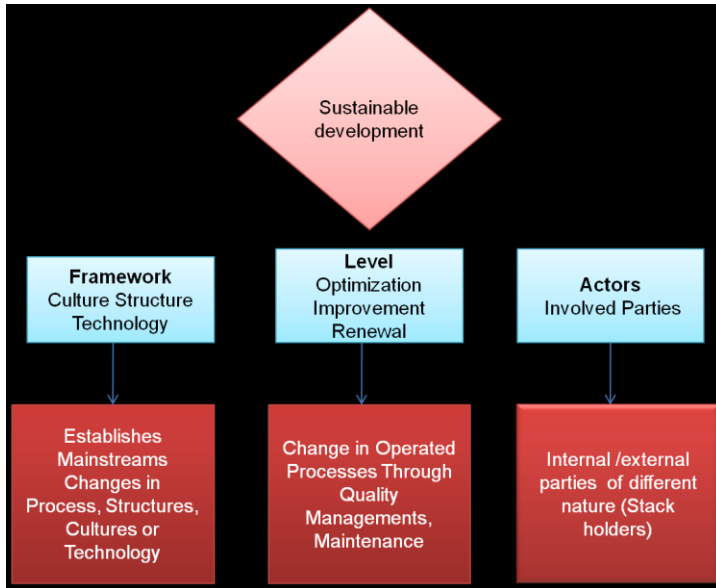 Sustainable
development
Framework
Culture Structure
Technology
Level
Optimization
Improvement
Renewal
Actors
Involved Parties
Establishes
Mainstreams
Changes in
Process, Structures,
Cultures or
Technology
Change in Operated
Processes Through
Quality
Managements,
Maintenance
Internal /external
parties of different
nature (Stack
holders)